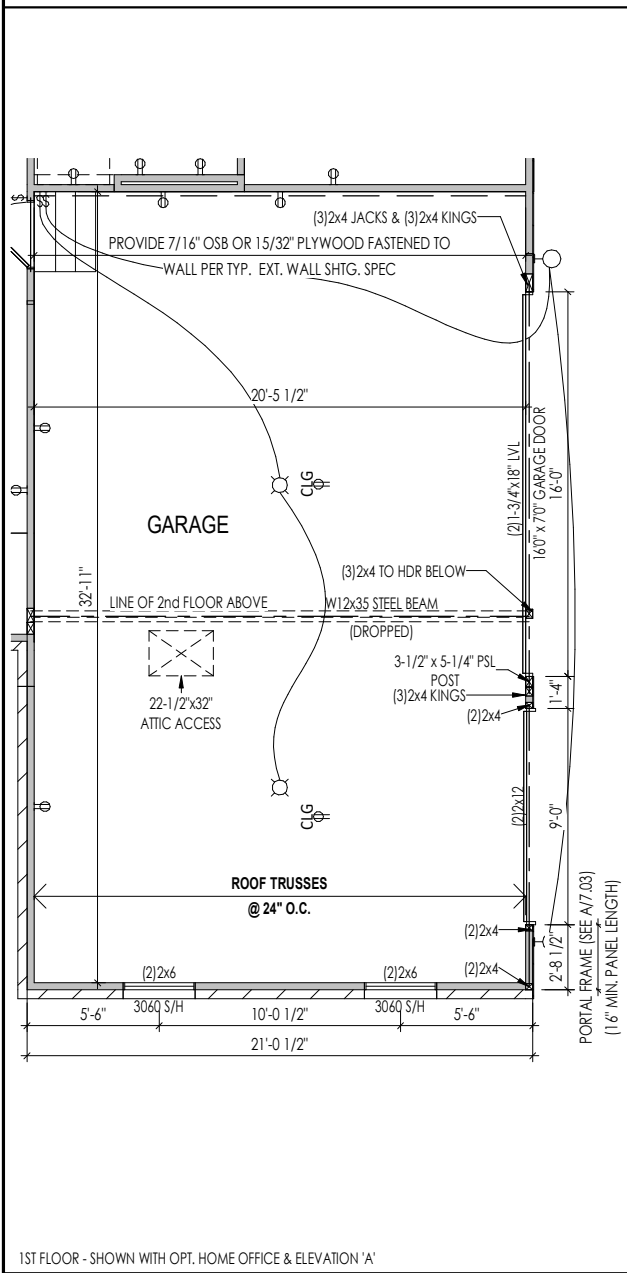 (3)2x4 JACKS & (3)2x4 KINGS
PROVIDE 7/16" OSB OR 15/32" PLYWOOD FASTENED TO
WALL PER TYP. EXT. WALL SHTG. SPEC
20'-5 1/2"
(2)1-3/4"x18" LVL
16'0" x 7'0" GARAGE DOOR
16'-0"
CLG
GARAGE
32'-11"
(3)2x4 TO HDR BELOW
LINE OF 2nd FLOOR ABOVE
W12x35 STEEL BEAM
(DROPPED)
3-1/2" x 5-1/4" PSL
POST
(3)2x4 KINGS
(2)2x4
1'-4"
22-1/2"x32"
ATTIC ACCESS
CLG
(2)2x12
9'-0"
ROOF TRUSSES
@ 24" O.C.
(2)2x4
(2)2x4
2'-8 1/2"
PORTAL FRAME (SEE A/7.03)
(16" MIN. PANEL LENGTH)
(2)2x6
(2)2x6
3060 S/H
3060 S/H
5'-6"
10'-0 1/2"
5'-6"
21'-0 1/2"
1ST FLOOR - SHOWN WITH OPT. HOME OFFICE & ELEVATION 'A'